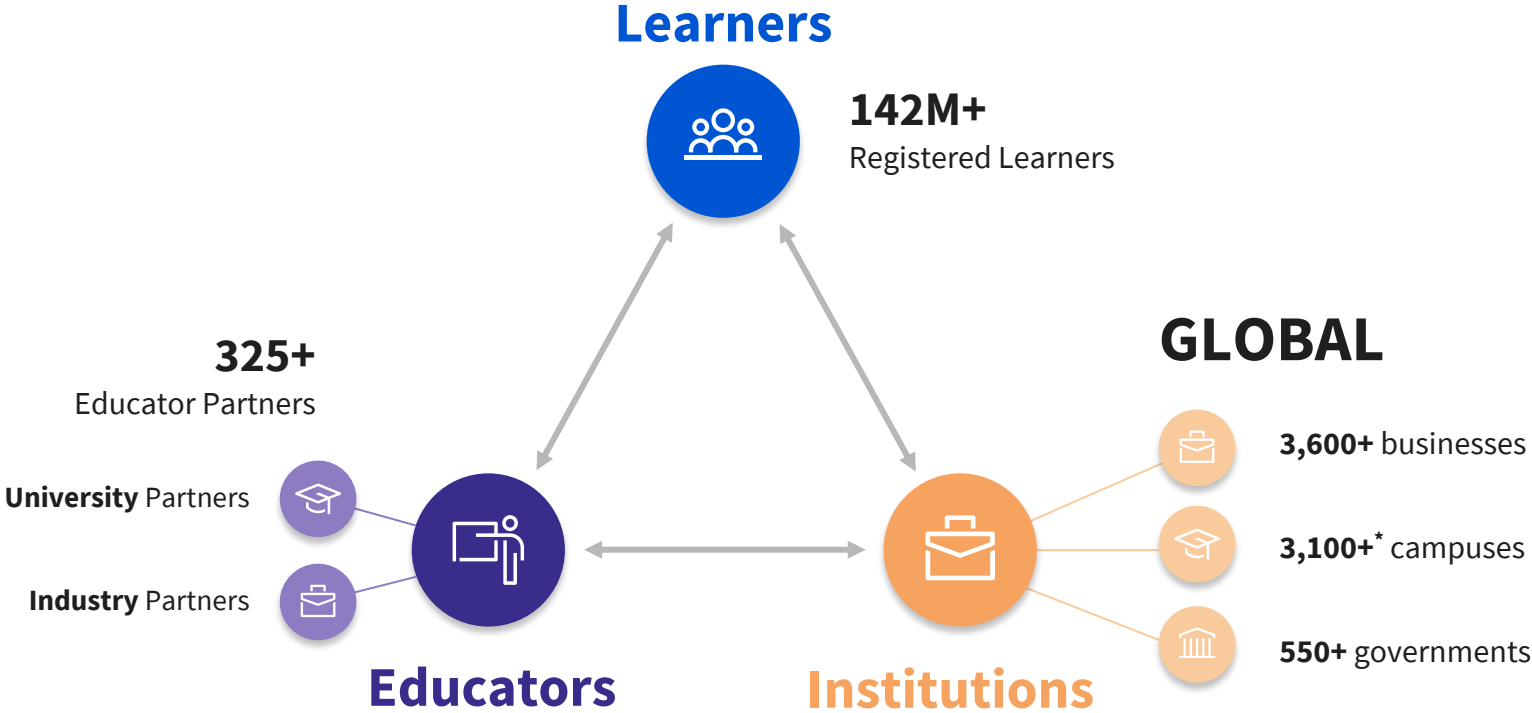 Learners
142M+
Registered Learners
325+
Educator Partners
University Partners
Industry Partners
Educators
GLOBAL
3,600+ businesses
3,100+* campuses
550+ governments
Institutions